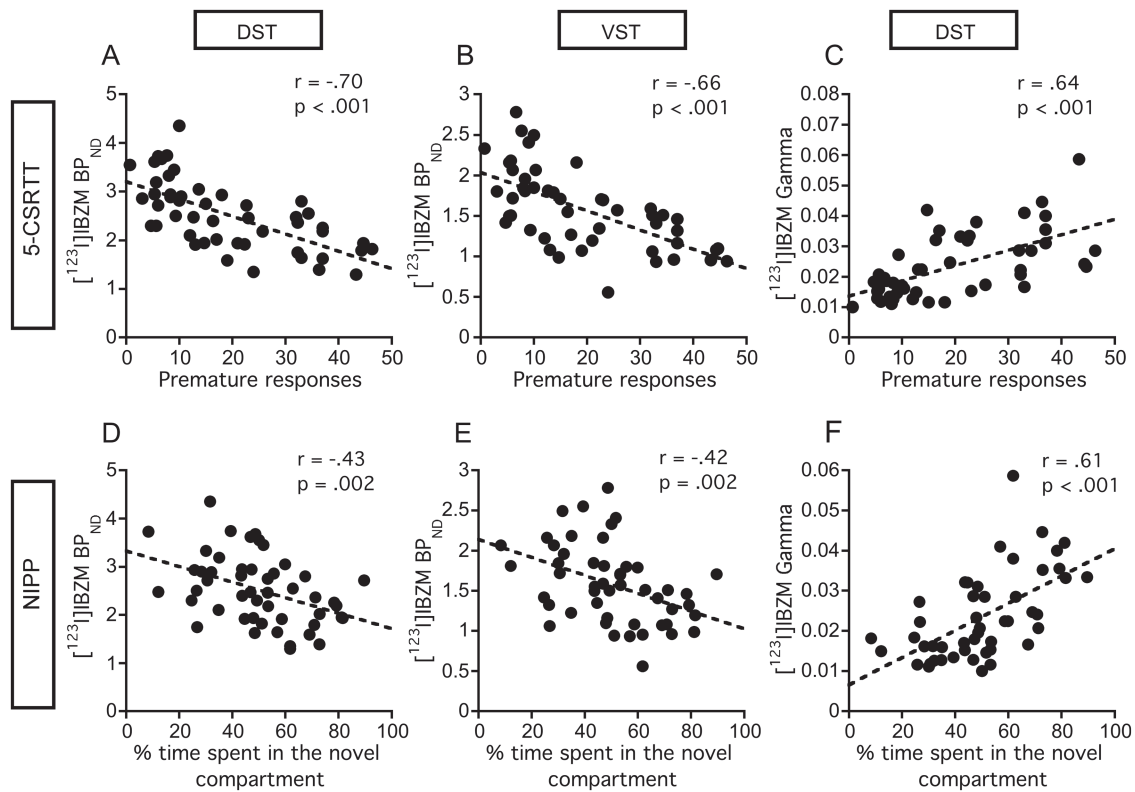 DST
VST
DST
5-CSRTT
NIPP
A
r = -.70
p < .001
[¹²³I]IBZM BP_ND
5
4
3
2
1
0
0 10 20 30 40 50
Premature responses
B
r = -.66
p < .001
[¹²³I]IBZM BP_ND
3
2.5
2
1.5
1
0.5
0
0 10 20 30 40 50
Premature responses
C
r = .64
p < .001
[¹²³I]IBZM Gamma
0.08
0.07
0.06
0.05
0.04
0.03
0.02
0.01
0
0 10 20 30 40 50
Premature responses
D
r = -.43
p = .002
[¹²³I]IBZM BP_ND
5
4
3
2
1
0
0 20 40 60 80 100
% time spent in the novel
compartment
E
r = -.42
p = .002
[¹²³I]IBZM BP_ND
3
2.5
2
1.5
1
0.5
0
0 20 40 60 80 100
% time spent in the novel
compartment
F
r = .61
p < .001
[¹²³I]IBZM Gamma
0.06
0.05
0.04
0.03
0.02
0.01
0
0 20 40 60 80 100
% time spent in the novel
compartment